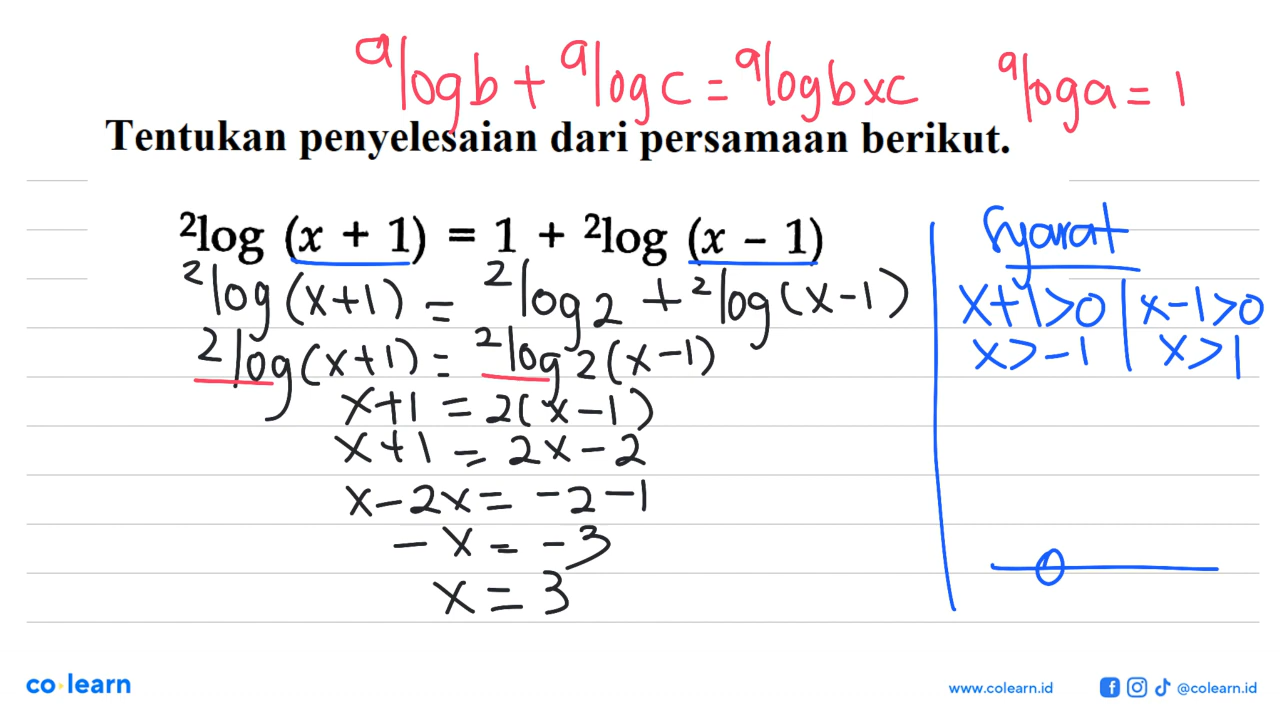 ᵃlog b + ᵃlog c = ᵃlog b x c ᵃlog a = 1
Tentukan penyelesaian dari persamaan berikut.
²log (x + 1) = 1 + ²log (x – 1)
²log (x+1) = ²log 2 + ²log (x-1)
²log (x+1) = ²log 2(x-1)
x+1 = 2(x-1)
x+1 = 2x-2
x-2x = -2-1
-x = -3
x = 3
Syarat
x+1>0 | x-1>0
x>-1 | x>1
co learn
www.colearn.id @colearn.id